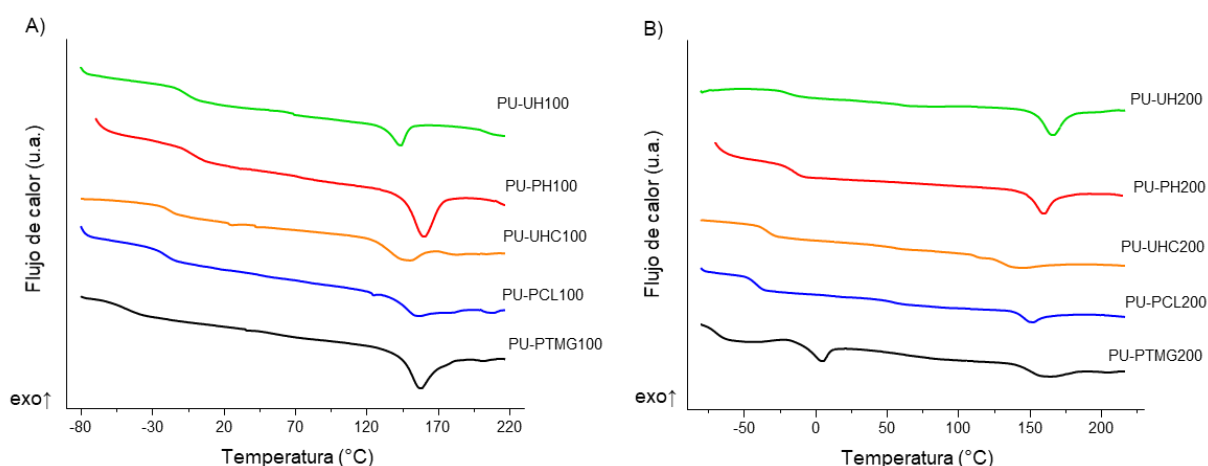 A)
Flujo de calor (u.a.)
PU-UH100
PU-PH100
PU-UHC100
PU-PCL100
PU-PTMG100
exo↑
-80 -30 20 70 120 170 220
Temperatura (°C)
B)
Flujo de calor (u.a.)
PU-UH200
PU-PH200
PU-UHC200
PU-PCL200
PU-PTMG200
exo↑
-50 0 50 100 150 200
Temperatura (°C)